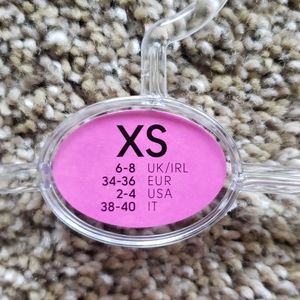 XS
6-8 UK/IRL
34-36 EUR
2-4 USA
38-40 IT